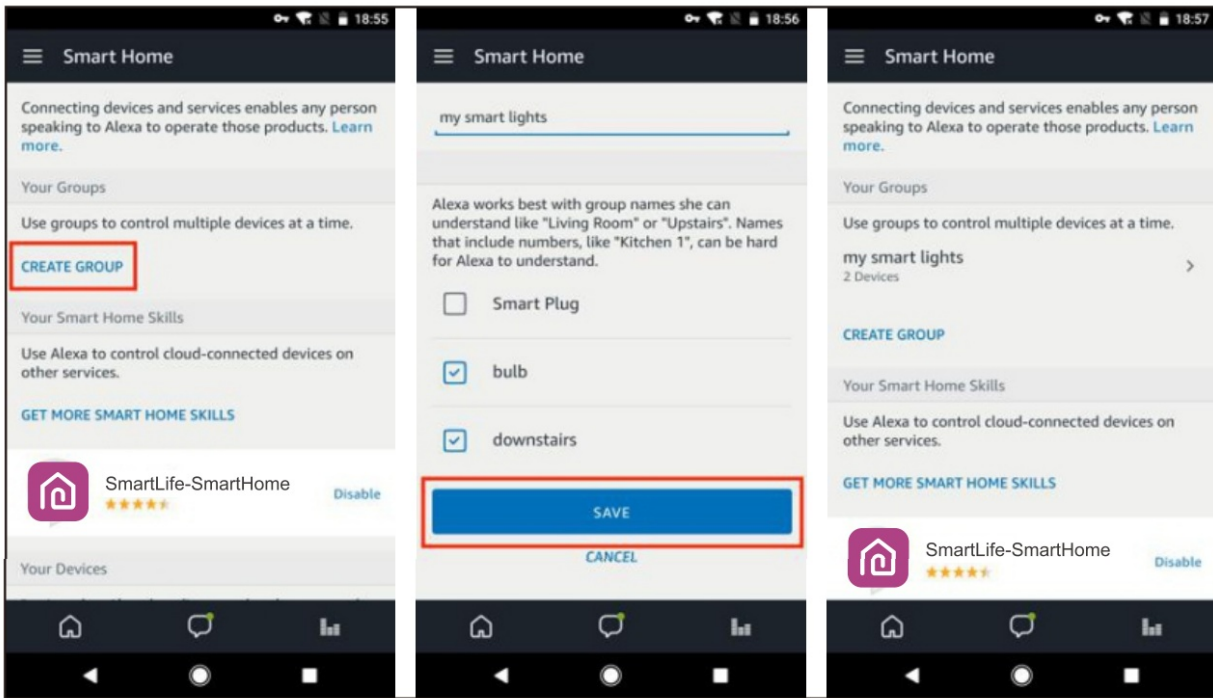 18:55
Smart Home
Connecting devices and services enables any person
speaking to Alexa to operate those products. Learn
more.
Your Groups
Use groups to control multiple devices at a time.
CREATE GROUP
Your Smart Home Skills
Use Alexa to control cloud-connected devices on
other services.
GET MORE SMART HOME SKILLS
SmartLife-SmartHome
Disable
Your Devices
18:56
Smart Home
my smart lights
Alexa works best with group names she can
understand like "Living Room" or "Upstairs". Names
that include numbers, like "Kitchen 1", can be hard
for Alexa to understand.
Smart Plug
bulb
downstairs
SAVE
CANCEL
18:57
Smart Home
Connecting devices and services enables any person
speaking to Alexa to operate those products. Learn
more.
Your Groups
Use groups to control multiple devices at a time.
my smart lights
2 Devices
CREATE GROUP
Your Smart Home Skills
Use Alexa to control cloud-connected devices on
other services.
GET MORE SMART HOME SKILLS
SmartLife-SmartHome
Disable